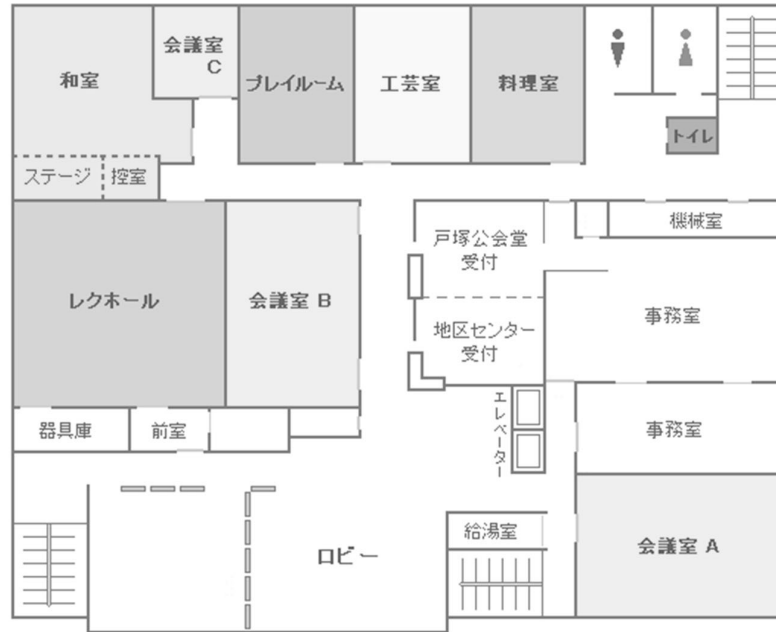 会議室
C
和室
プレイルーム
工芸室
料理室
トイレ
ステージ
控室
機械室
戸塚公会堂
受付
レクホール
会議室 B
地区センター
受付
事務室
エレベーター
器具庫
前室
事務室
給湯室
会議室 A
ロビー